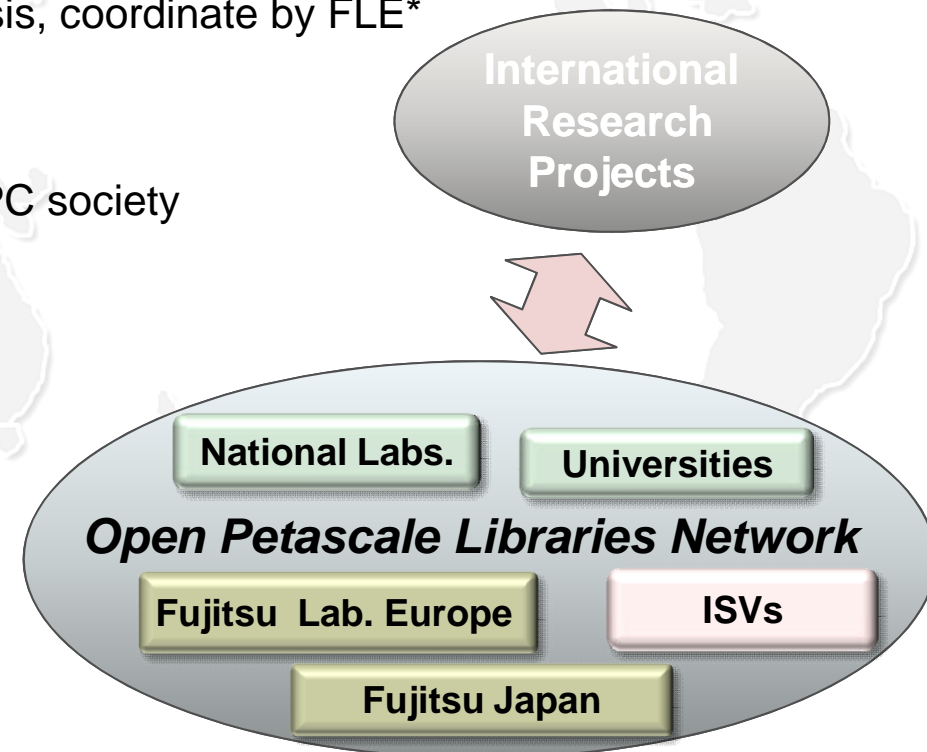 sis, coordinate by FLE*
International
Research
Projects
PC society
National Labs.
Universities
Open Petascale Libraries Network
Fujitsu Lab. Europe
ISVs
Fujitsu Japan